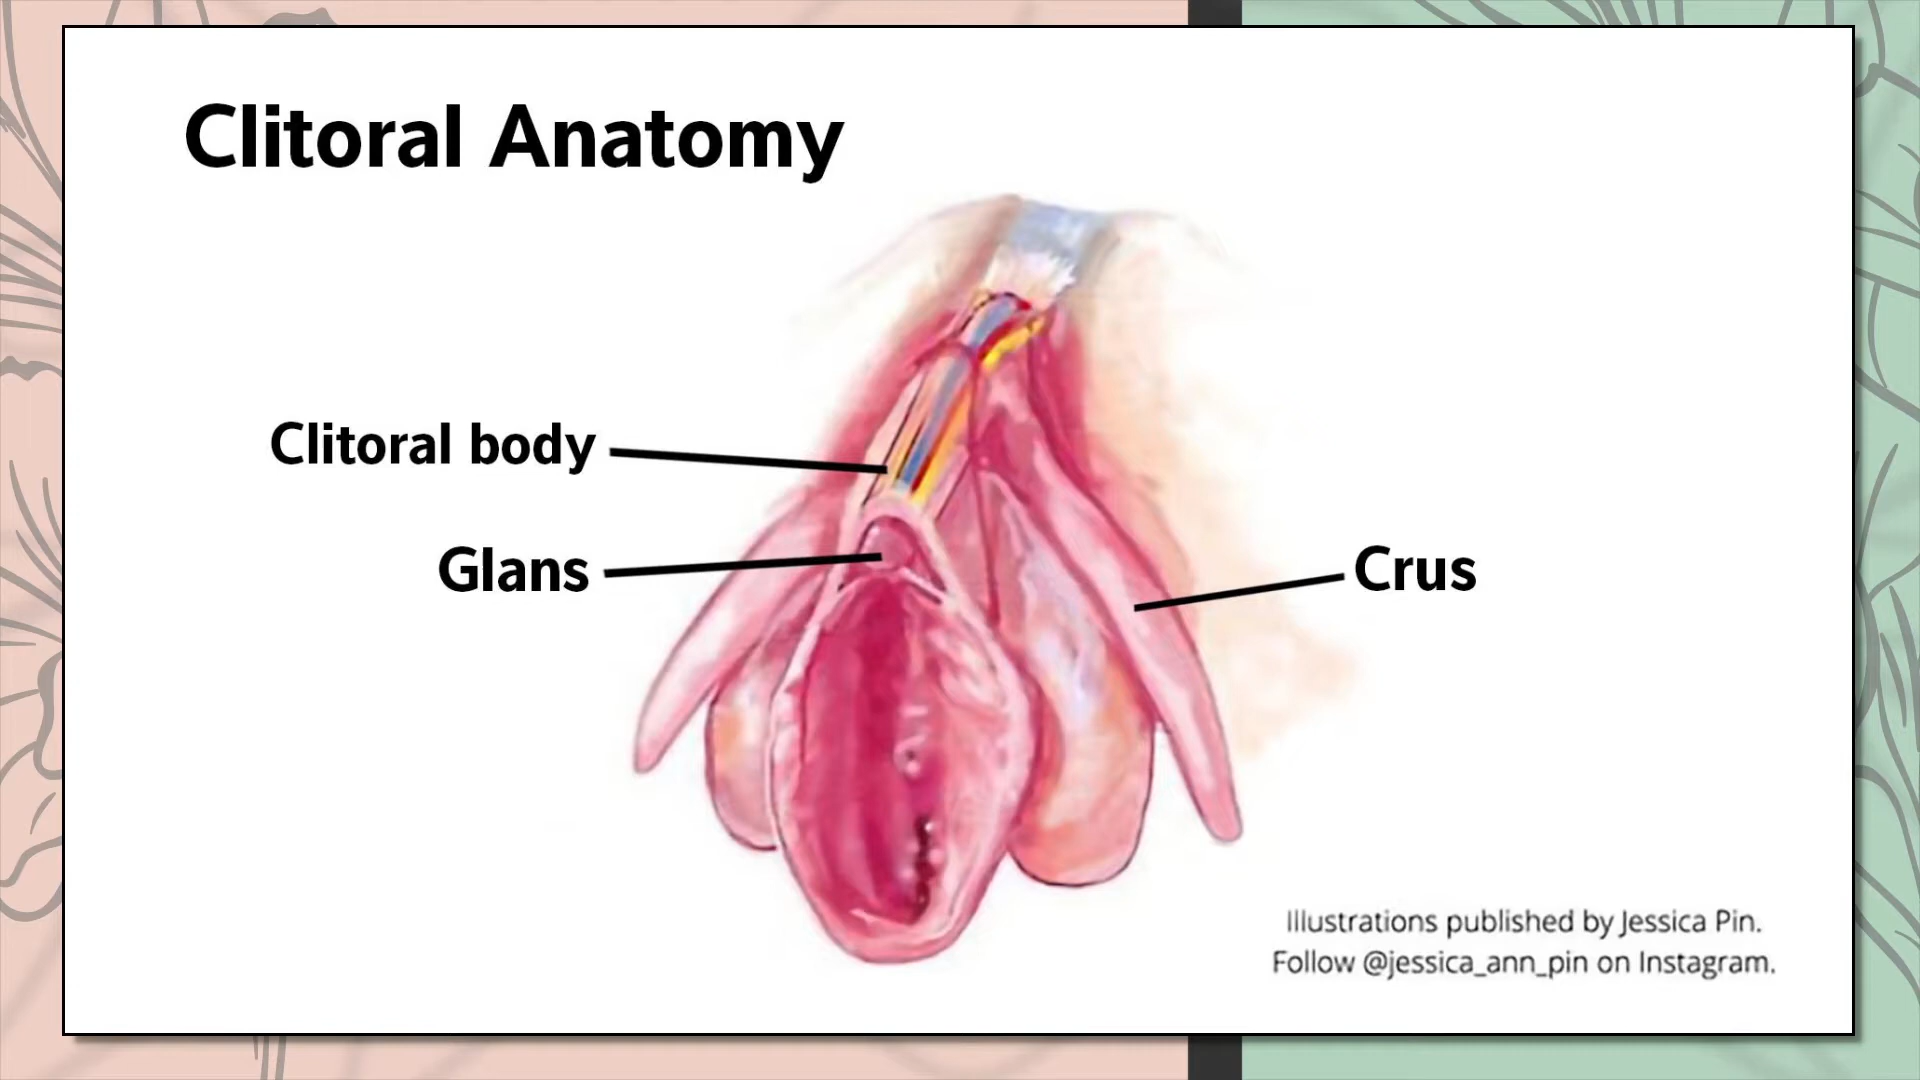 Clitoral Anatomy
Clitoral body
Glans
Crus
Illustrations published by Jessica Pin.
Follow @jessica_ann_pin on Instagram.